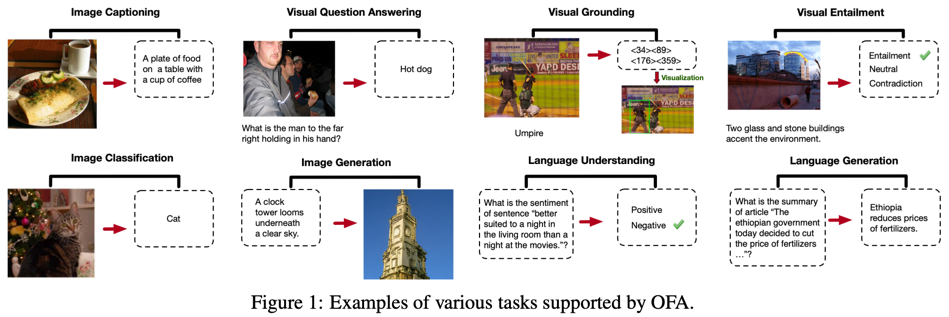 Image Captioning
A plate of food
on a table with
a cup of coffee
Visual Question Answering
Hot dog
What is the man to the far
right holding in his hand?
Visual Grounding
<34><89>
<176><359>
Visualization
Jeep
YAPD DES
Umpire
Visual Entailment
Entailment
Neutral
Contradiction
Two glass and stone buildings
accent the environment.
Image Classification
Cat
Image Generation
A clock
tower looms
underneath
a clear sky.
Language Understanding
What is the sentiment
of sentence “better
suited to a night in
the living room than a
night at the movies.”?
Positive
Negative
Language Generation
What is the summary
of article “The
ethiopian government
today decided to cut
the price of fertilizers
...”?
Ethiopia
reduces prices
of fertilizers.
Figure 1: Examples of various tasks supported by OFA.